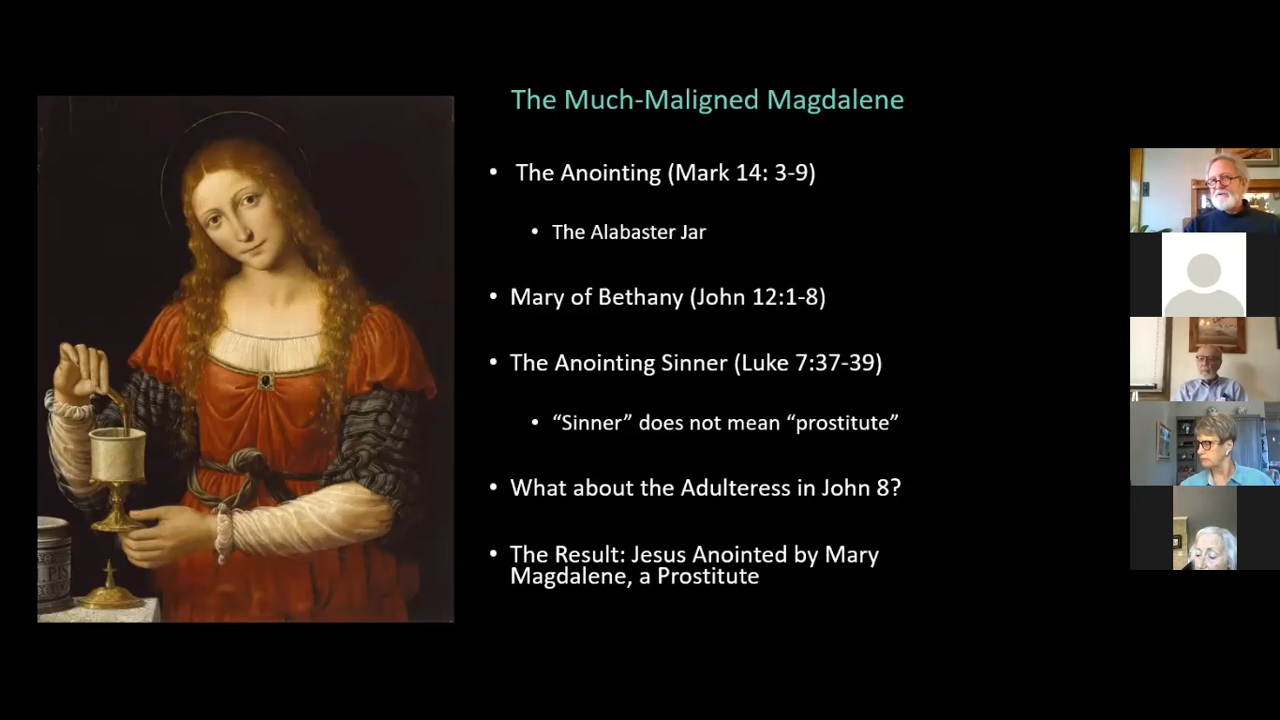 The Much-Maligned Magdalene
• The Anointing (Mark 14: 3-9)
• The Alabaster Jar
• Mary of Bethany (John 12:1-8)
• The Anointing Sinner (Luke 7:37-39)
• “Sinner” does not mean “prostitute”
• What about the Adulteress in John 8?
• The Result: Jesus Anointed by Mary
Magdalene, a Prostitute